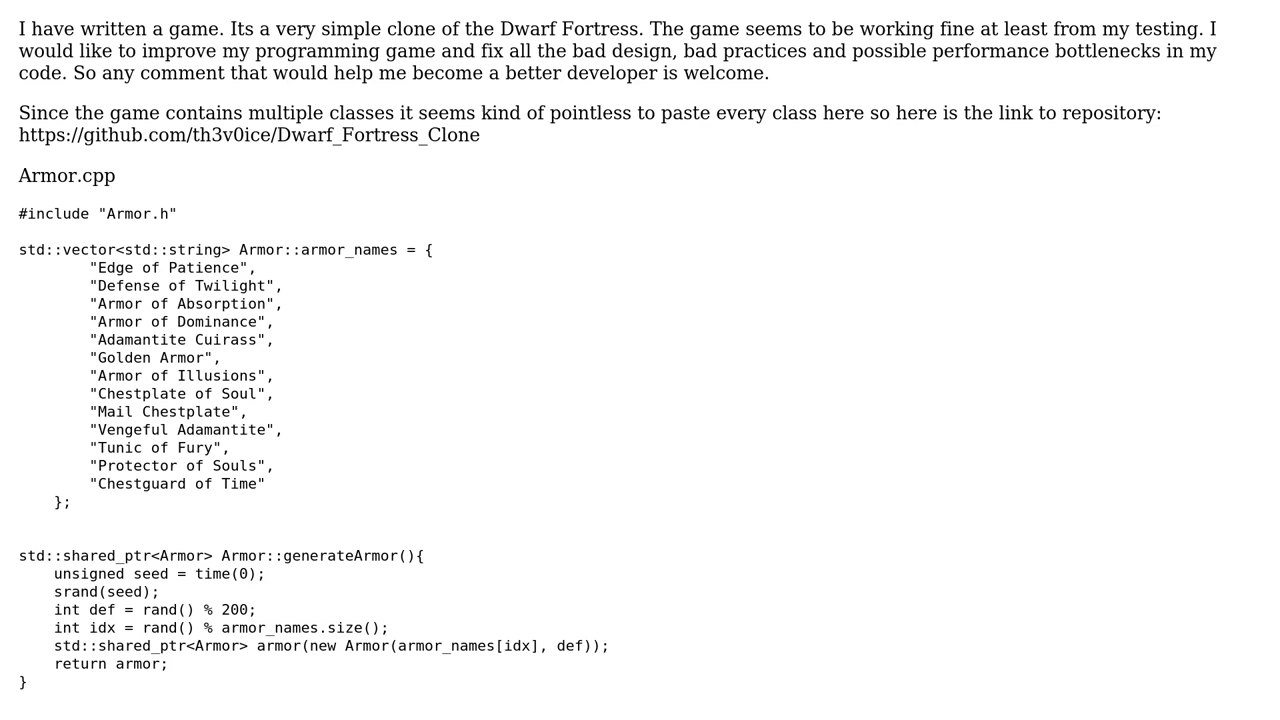 I have written a game. Its a very simple clone of the Dwarf Fortress. The game seems to be working fine at least from my testing. I
would like to improve my programming game and fix all the bad design, bad practices and possible performance bottlenecks in my
code. So any comment that would help me become a better developer is welcome.
Since the game contains multiple classes it seems kind of pointless to paste every class here so here is the link to repository:
https://github.com/th3v0ice/Dwarf_Fortress_Clone
Armor.cpp
#include "Armor.h"
std::vector<std::string> Armor::armor_names = {
        "Edge of Patience",
        "Defense of Twilight",
        "Armor of Absorption",
        "Armor of Dominance",
        "Adamantite Cuirass",
        "Golden Armor",
        "Armor of Illusions",
        "Chestplate of Soul",
        "Mail Chestplate",
        "Vengeful Adamantite",
        "Tunic of Fury",
        "Protector of Souls",
        "Chestguard of Time"
    };
std::shared_ptr<Armor> Armor::generateArmor(){
    unsigned seed = time(0);
    srand(seed);
    int def = rand() % 200;
    int idx = rand() % armor_names.size();
    std::shared_ptr<Armor> armor(new Armor(armor_names[idx], def));
    return armor;
}